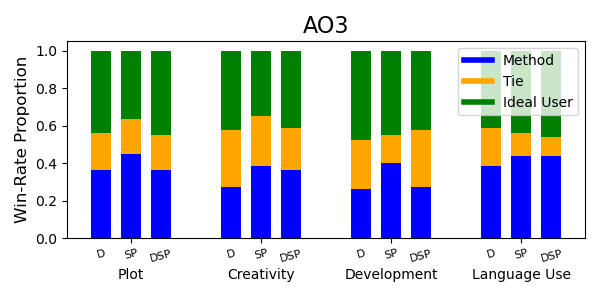 AO3
Win-Rate Proportion
1.0
0.8
0.6
0.4
0.2
0.0
Method
Tie
Ideal User
D SP DSP D SP DSP D SP DSP D SP DSP
Plot Creativity Development Language Use